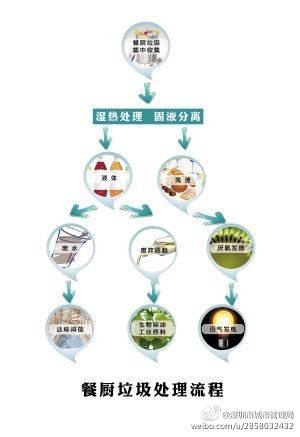 餐厨垃圾
集中收集
湿热处理 固液分离
液体
残渣
废水
废弃油脂
厌氧发酵
达标排放
生物柴油
工业原料
沼气发电
餐厨垃圾处理流程
@深圳市城市管理局
weibo.com/u/2858032432